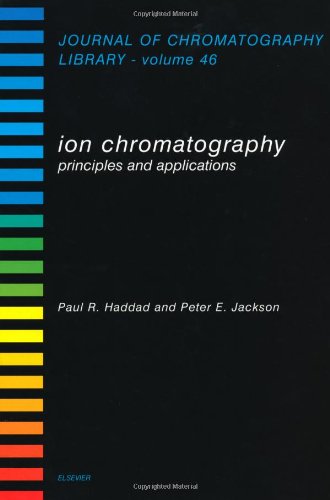 JOURNAL OF CHROMATOGRAPHY
LIBRARY - volume 46
ion chromatography
principles and applications
Paul R. Haddad and Peter E. Jackson
ELSEVIER